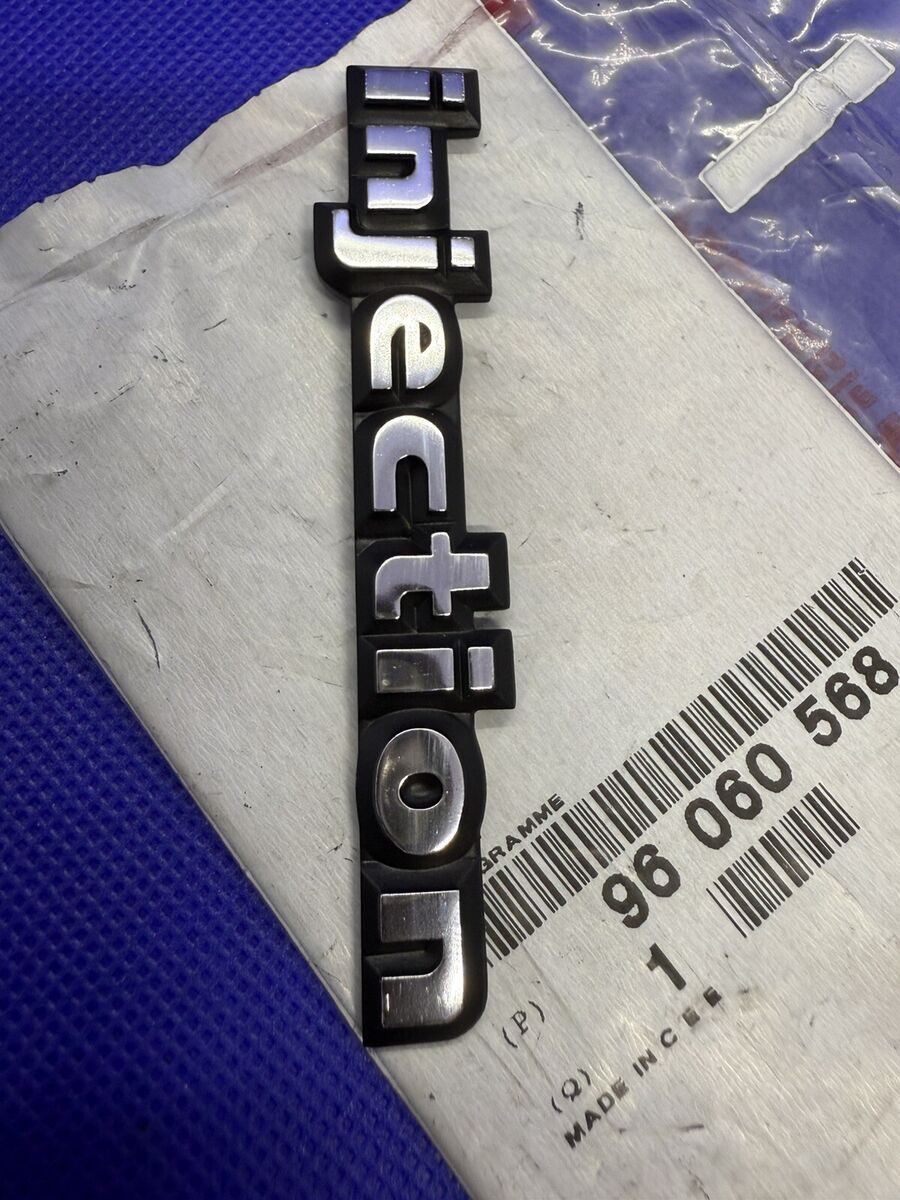 injection
GRAMME
96 060 568
(P) 1
(Q)
MADE IN CEE